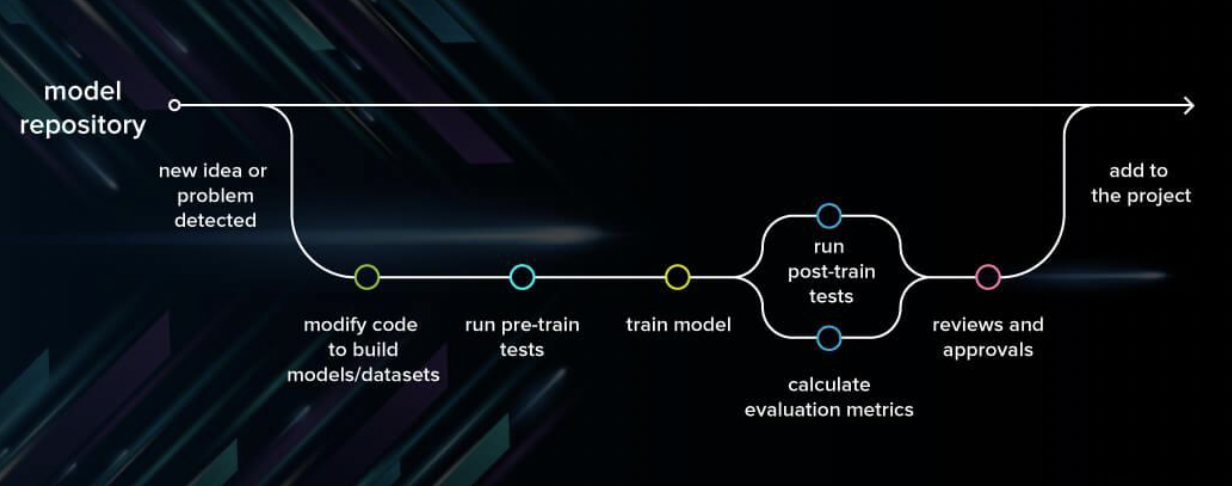 model
repository
new idea or
problem
detected
modify code
to build
models/datasets
run pre-train
tests
train model
run
post-train
tests
calculate
evaluation metrics
reviews and
approvals
add to
the project